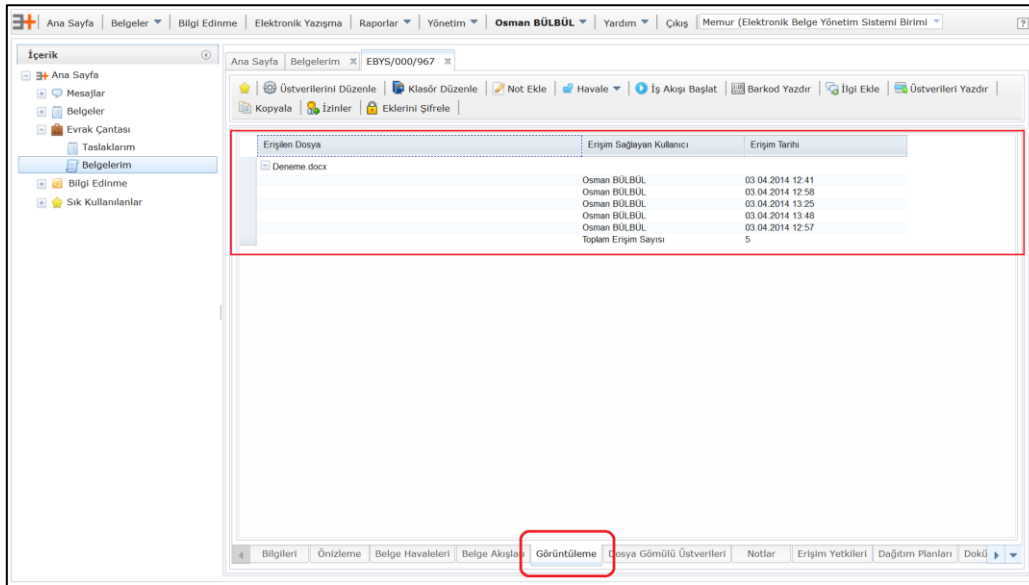 Ana Sayfa Belgeler Bilgi Edinme Elektronik Yazışma Raporlar Yönetim Osman BÜLBÜL Yardım Çıkış Memur (Elektronik Belge Yönetim Sistemi Birimi ?
İçerik
Ana Sayfa
Mesajlar
Belgeler
Evrak Çantası
Taslaklarım
Belgelerim
Bilgi Edinme
Sık Kullanılanlar
Ana Sayfa Belgelerim x EBYS/000/967 x
Üstverilerini Düzenle Klasör Düzenle Not Ekle Havale İş Akışı Başlat Barkod Yazdır İlgi Ekle Üstverileri Yazdır
Kopyala İzinler Eklerini Şifrele
Erişilen Dosya Erişim Sağlayan Kullanıcı Erişim Tarihi
Deneme.docx
Osman BÜLBÜL 03.04.2014 12:41
Osman BÜLBÜL 03.04.2014 12:58
Osman BÜLBÜL 03.04.2014 13:25
Osman BÜLBÜL 03.04.2014 13:48
Osman BÜLBÜL 03.04.2014 12:57
Toplam Erişim Sayısı 5
Bilgileri Önizleme Belge Havaleleri Belge Akışları Görüntüleme Dosya Gömülü Üstverileri Notlar Erişim Yetkileri Dağıtım Planları Dokü